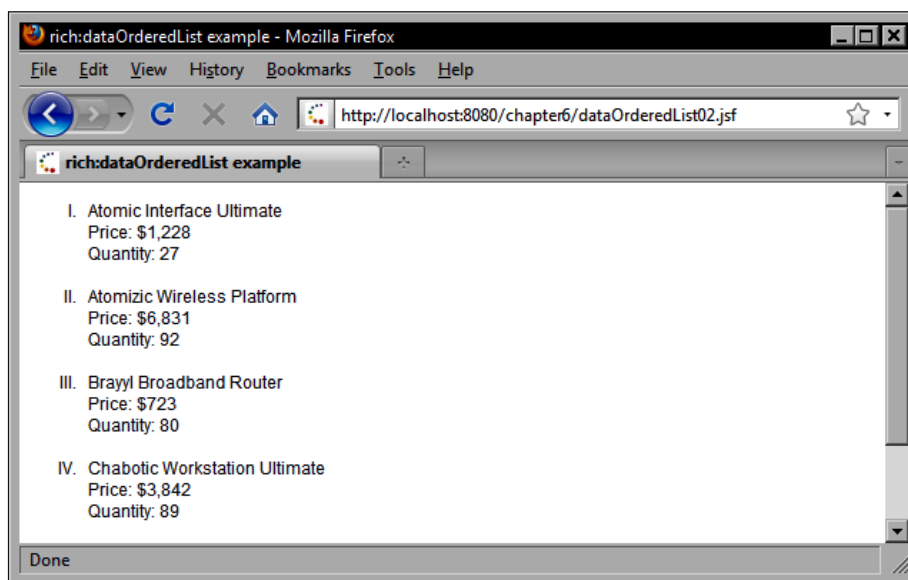 rich:dataOrderedList example - Mozilla Firefox
File Edit View History Bookmarks Tools Help
http://localhost:8080/chapter6/dataOrderedList02.jsf
rich:dataOrderedList example
I. Atomic Interface Ultimate
Price: $1,228
Quantity: 27
II. Atomizic Wireless Platform
Price: $6,831
Quantity: 92
III. Brayyl Broadband Router
Price: $723
Quantity: 80
IV. Chabotic Workstation Ultimate
Price: $3,842
Quantity: 89
Done